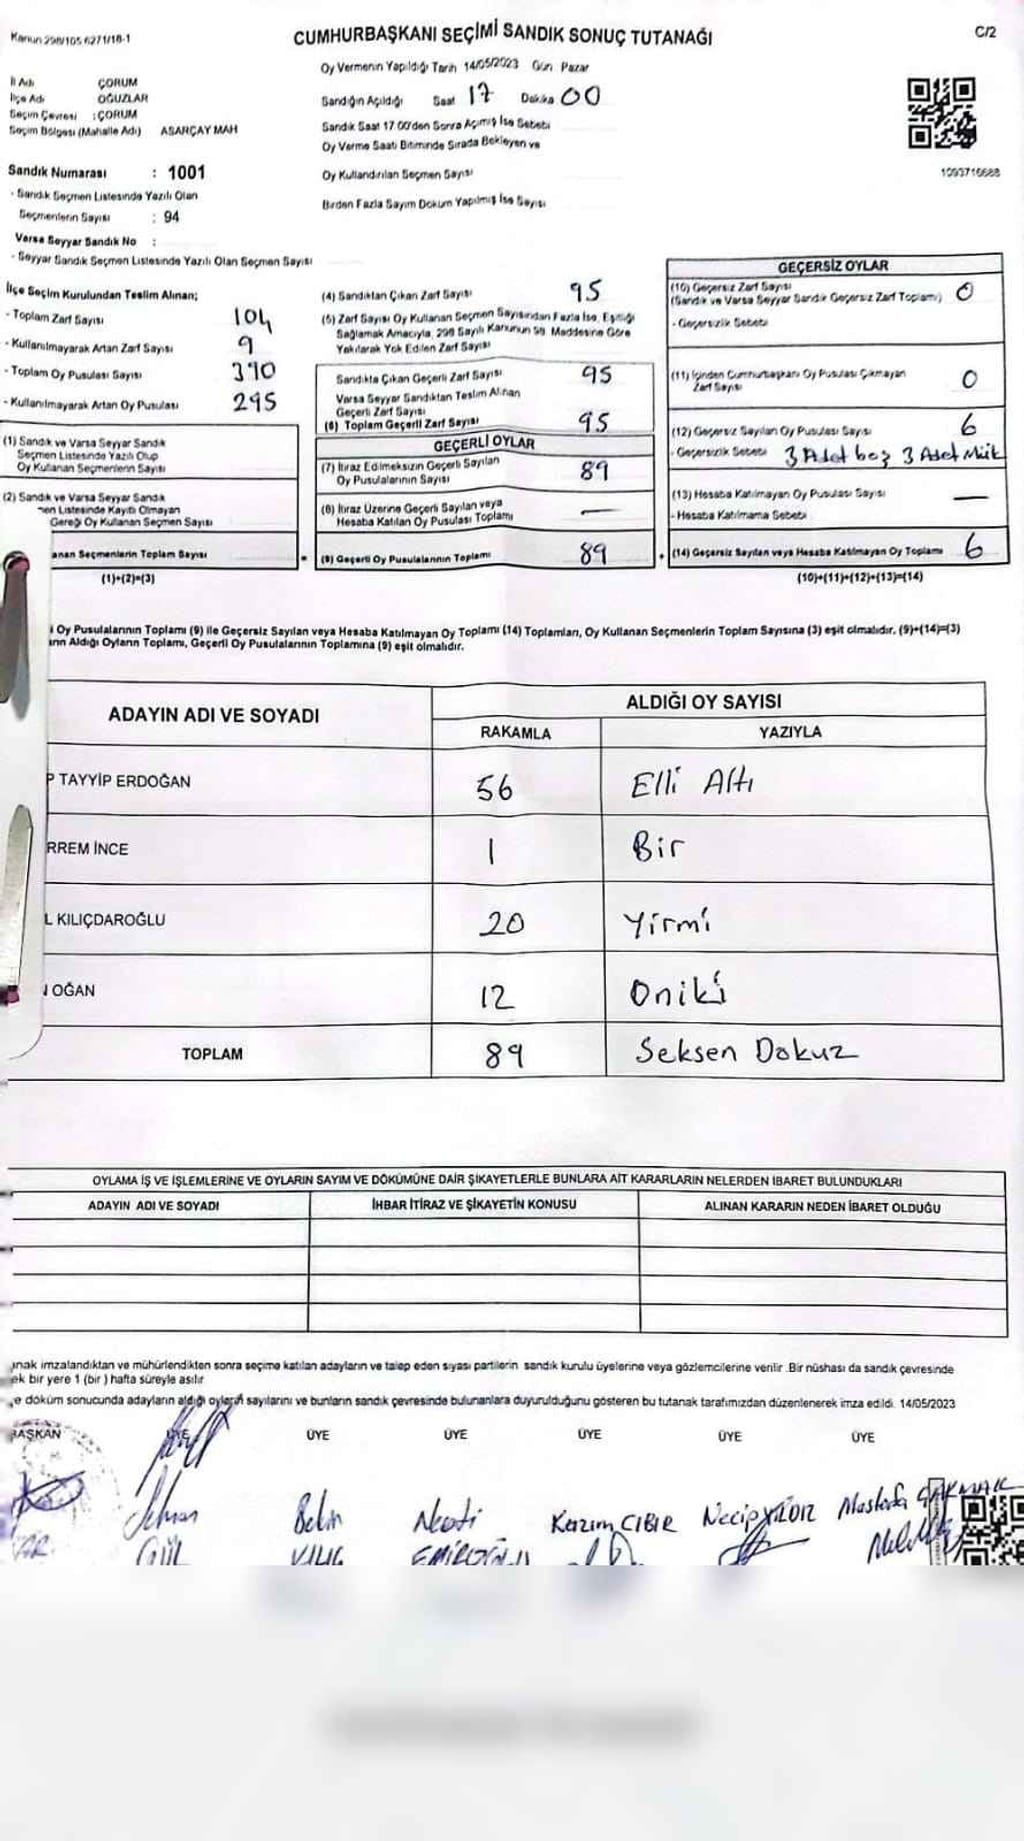 Kanun 298/105 6271/18-1
CUMHURBAŞKANI SEÇİMİ SANDIK SONUÇ TUTANAĞI
C/2
Oy Vermenin Yapıldığı Tarih 14/05/2023 Gün Pazar
İl Adı ÇORUM
İlçe Adı OĞUZLAR
Seçim Çevresi : ÇORUM
Seçim Bölgesi (Mahalle Adı) ASARÇAY MAH
Sandığın Açıldığı Saat 17 Dakika 00
Sandık Saat 17.00'den Sonra Açılmış İse Sebebi
Oy Verme Saati Bitiminde Sırada Bekleyen ve
Oy Kullandırılan Seçmen Sayısı
Birden Fazla Sayım Döküm Yapılmış İse Sayısı
1093716688
Sandık Numarası : 1001
- Sandık Seçmen Listesinde Yazılı Olan
Seçmenlerin Sayısı : 94
Varsa Seyyar Sandık No :
- Seyyar Sandık Seçmen Listesinde Yazılı Olan Seçmen Sayısı
İlçe Seçim Kurulundan Teslim Alınan;
- Toplam Zarf Sayısı 104
- Kullanılmayarak Artan Zarf Sayısı 9
- Toplam Oy Pusulası Sayısı 390
- Kullanılmayarak Artan Oy Pusulası 295
(1) Sandık ve Varsa Seyyar Sandık
Seçmen Listesinde Yazılı Olup
Oy Kullanan Seçmenlerin Sayısı
(2) Sandık ve Varsa Seyyar Sandık
men Listesinde Kayıtlı Olmayan
Gereği Oy Kullanan Seçmen Sayısı
anan Seçmenlerin Toplam Sayısı
(1)+(2)=(3)
(4) Sandıktan Çıkan Zarf Sayısı 95
(5) Zarf Sayısı Oy Kullanan Seçmen Sayısından Fazla İse, Eşitliği
Sağlamak Amacıyla, 298 Sayılı Kanunun 98. Maddesine Göre
Yakılarak Yok Edilen Zarf Sayısı
Sandıkta Çıkan Geçerli Zarf Sayısı 95
Varsa Seyyar Sandıktan Teslim Alınan
Geçerli Zarf Sayısı
(6) Toplam Geçerli Zarf Sayısı 95
GEÇERLİ OYLAR
(7) İtiraz Edilmeksizin Geçerli Sayılan
Oy Pusulalarının Sayısı 89
(8) İtiraz Üzerine Geçerli Sayılan veya
Hesaba Katılan Oy Pusulası Toplamı —
= (9) Geçerli Oy Pusulalarının Toplamı 89
GEÇERSİZ OYLAR
(10) Geçersiz Zarf Sayısı 0
(Sandık ve Varsa Seyyar Sandık Geçersiz Zarf Toplamı)
- Geçersizlik Sebebi
(11) İçinden Cumhurbaşkanı Oy Pusulası Çıkmayan
Zarf Sayısı 0
(12) Geçersiz Sayılan Oy Pusulası Sayısı 6
- Geçersizlik Sebebi 3 Adet boş 3 Adet Mük
(13) Hesaba Katılmayan Oy Pusulası Sayısı —
- Hesaba Katılmama Sebebi
+ (14) Geçersiz Sayılan veya Hesaba Katılmayan Oy Toplamı 6
(10)+(11)+(12)+(13)=(14)
i Oy Pusulalarının Toplamı (9) ile Geçersiz Sayılan veya Hesaba Katılmayan Oy Toplamı (14) Toplamları, Oy Kullanan Seçmenlerin Toplam Sayısına (3) eşit olmalıdır. (9)+(14)=(3)
arın Aldığı Oyların Toplamı, Geçerli Oy Pusulalarının Toplamına (9) eşit olmalıdır.
ADAYIN ADI VE SOYADI
ALDIĞI OY SAYISI
RAKAMLA YAZIYLA
P TAYYİP ERDOĞAN 56 Elli Altı
RREM İNCE 1 Bir
L KILIÇDAROĞLU 20 Yirmi
OĞAN 12 Oniki
TOPLAM 89 Seksen Dokuz
OYLAMA İŞ VE İŞLEMLERİNE VE OYLARIN SAYIM VE DÖKÜMÜNE DAİR ŞİKAYETLERLE BUNLARA AİT KARARLARIN NELERDEN İBARET BULUNDUKLARI
ADAYIN ADI VE SOYADI İHBAR İTİRAZ VE ŞİKAYETİN KONUSU ALINAN KARARIN NEDEN İBARET OLDUĞU
anak imzalandıktan ve mühürlendikten sonra seçime katılan adayların ve talep eden siyasi partilerin sandık kurulu üyelerine veya gözlemcilerine verilir. Bir nüshası da sandık çevresinde
ek bir yere 1 (bir) hafta süreyle asılır
e döküm sonucunda adayların aldığı oyların sayılarını ve bunların sandık çevresinde bulunanlara duyurulduğunu gösteren bu tutanak tarafımızdan düzenlenerek imza edildi. 14/05/2023
BAŞKAN ÜYE ÜYE ÜYE ÜYE ÜYE ÜYE
Kazım CIBIR Necip YILDIZ Mustafa ÇAKMAK